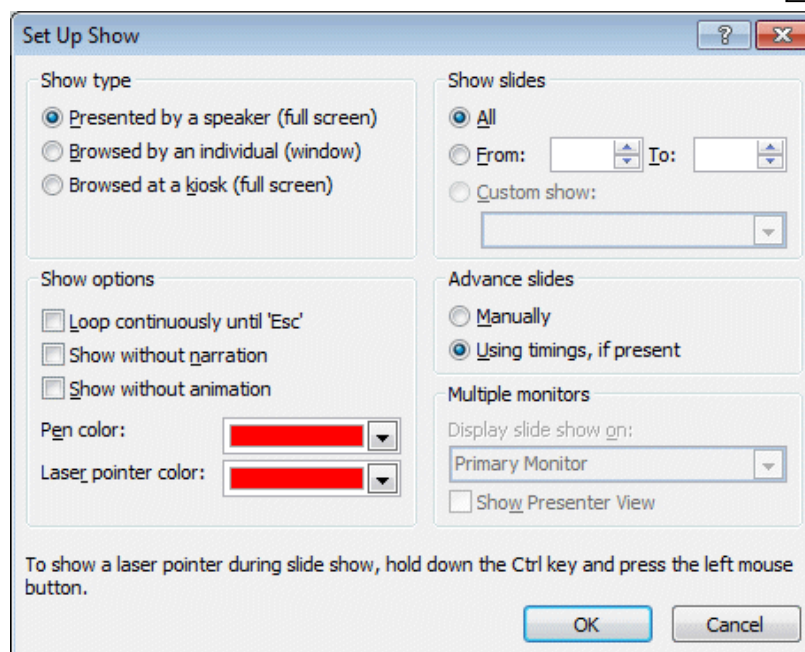 Set Up Show
Show type
Presented by a speaker (full screen)
Browsed by an individual (window)
Browsed at a kiosk (full screen)
Show slides
All
From: To:
Custom show:
Show options
Loop continuously until 'Esc'
Show without narration
Show without animation
Pen color:
Laser pointer color:
Advance slides
Manually
Using timings, if present
Multiple monitors
Display slide show on:
Primary Monitor
Show Presenter View
To show a laser pointer during slide show, hold down the Ctrl key and press the left mouse
button.
OK Cancel